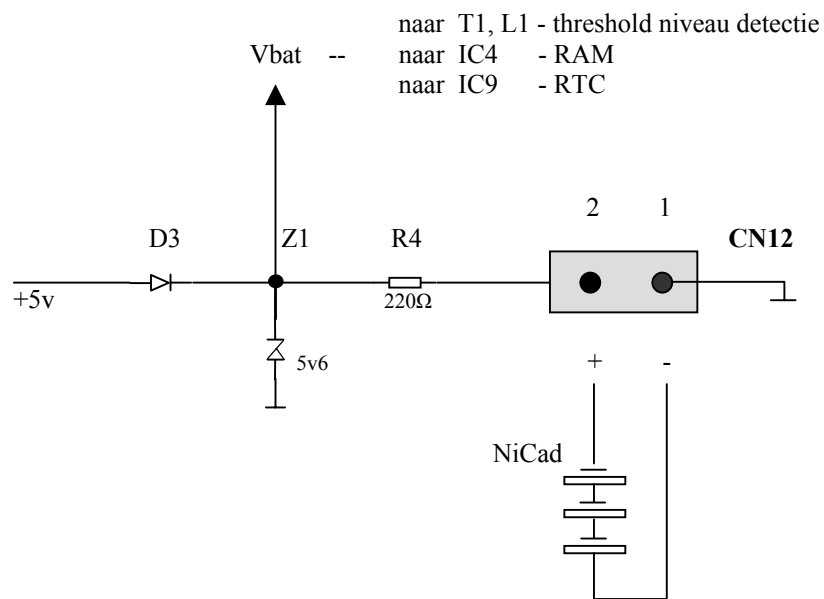 naar T1, L1 - threshold niveau detectie
Vbat -- naar IC4 - RAM
naar IC9 - RTC
2 1
D3 Z1 R4 CN12
+5v 220Ω
5v6
+ -
NiCad